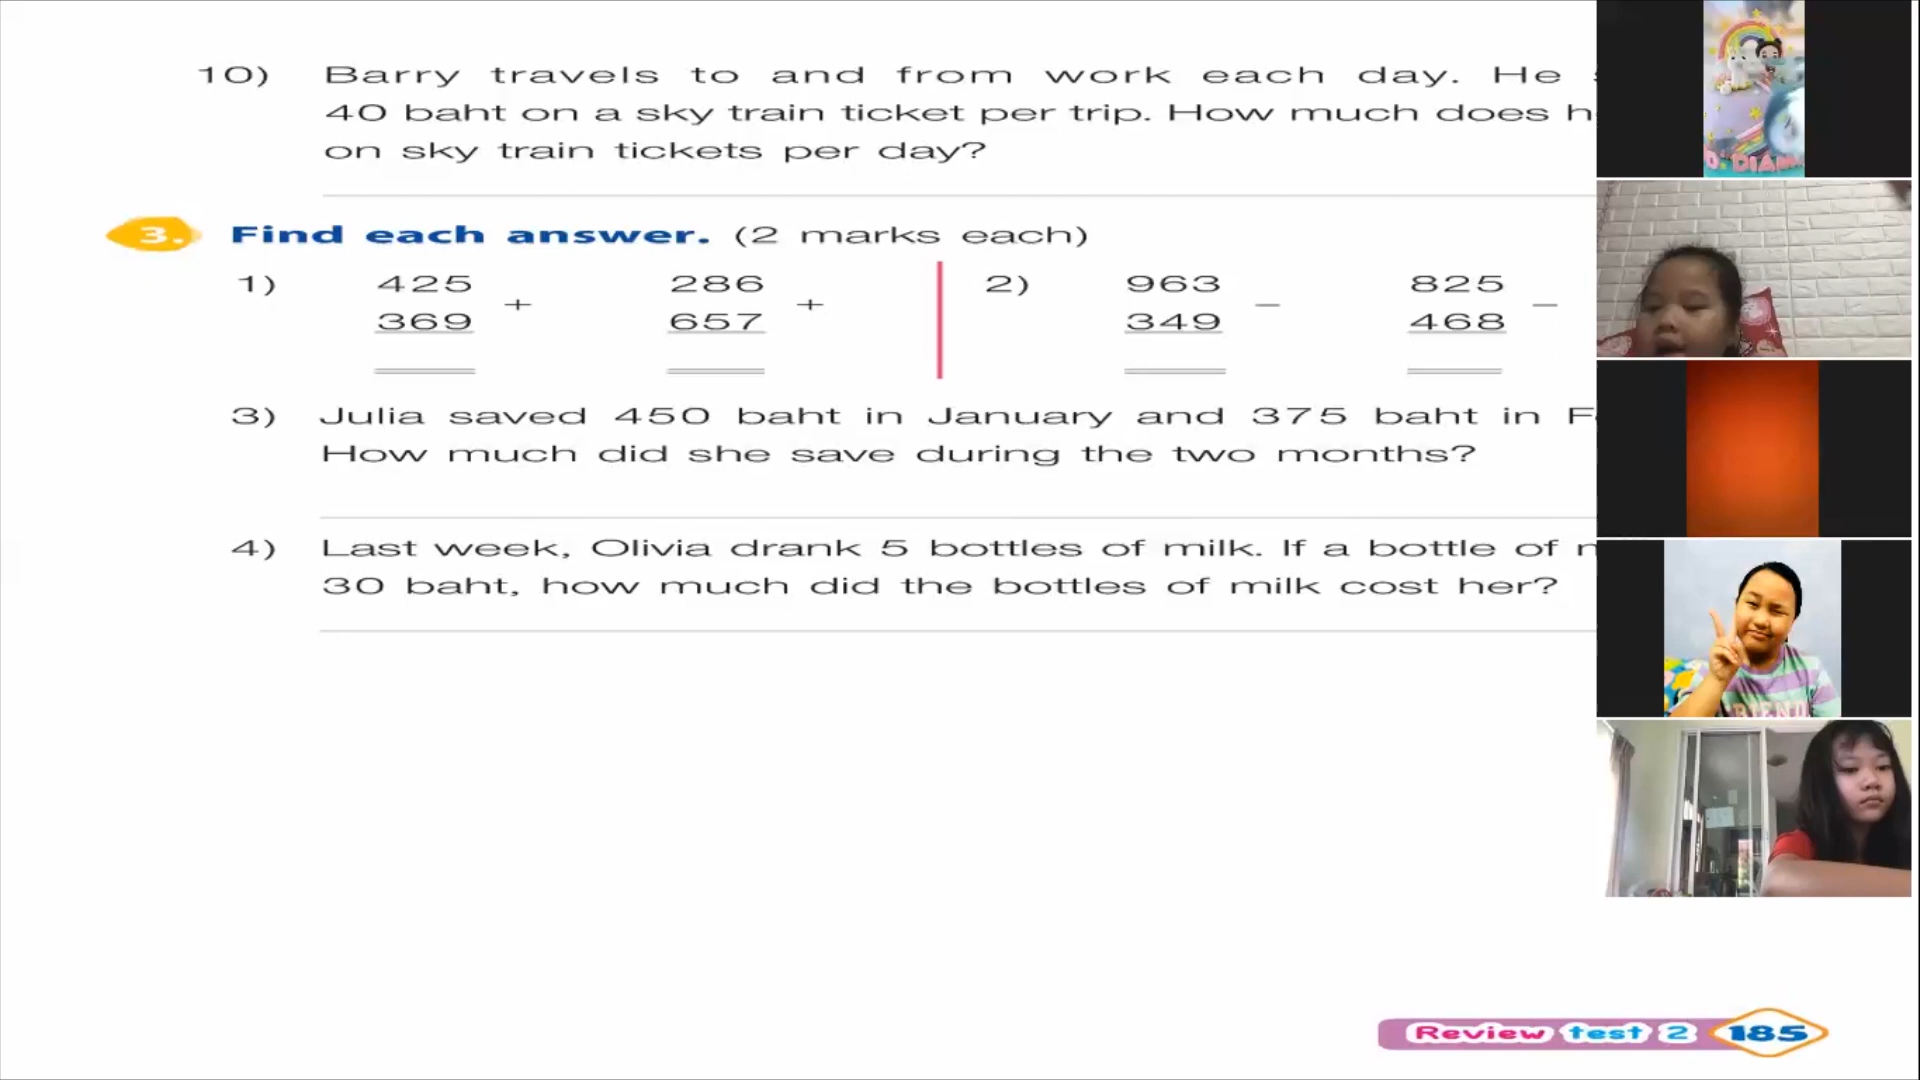 10) Barry travels to and from work each day. He
40 baht on a sky train ticket per trip. How much does h
on sky train tickets per day?
3. Find each answer. (2 marks each)
1) 425 + 286 + 2) 963 − 825 −
369 657 349 468
3) Julia saved 450 baht in January and 375 baht in F
How much did she save during the two months?
4) Last week, Olivia drank 5 bottles of milk. If a bottle of
30 baht, how much did the bottles of milk cost her?
Review test 2 185